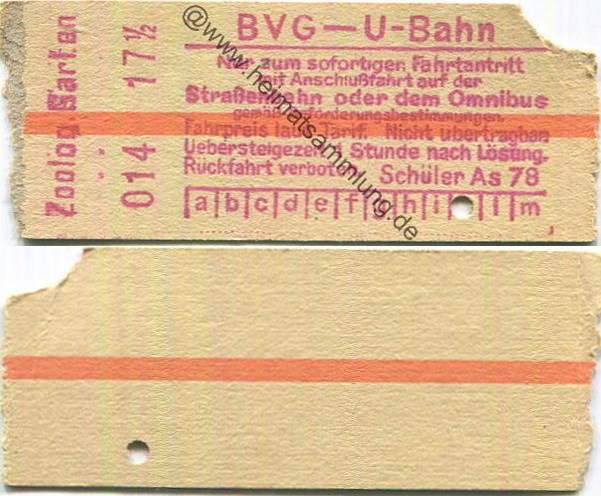 BVG—U-Bahn
Nur zum sofortigen Fahrtantritt
mit Anschlußfahrt auf der
Straßenbahn oder dem Omnibus
gemäß Beförderungsbestimmungen.
Fahrpreis laut Tarif. Nicht übertragbar
Uebersteigezeit 1 Stunde nach Lösung.
Rückfahrt verboten Schüler As 78
a b c d e f g h i l m
Zoolog. Garten
014 17½
@www.heimatsammlung.de